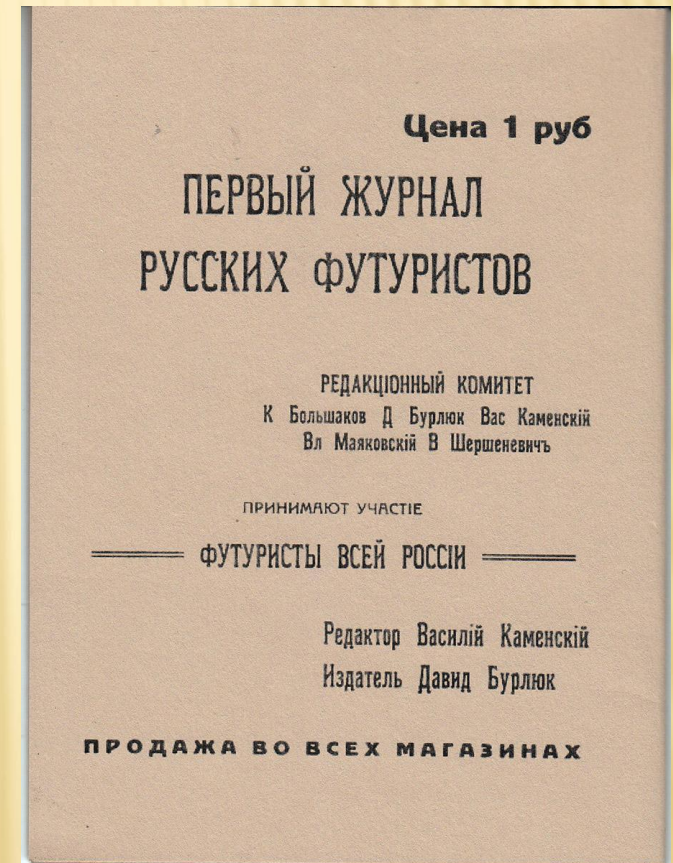 Цена 1 руб
ПЕРВЫЙ ЖУРНАЛ
РУССКИХ ФУТУРИСТОВ
РЕДАКЦІОННЫЙ КОМИТЕТ
К Большаков Д Бурлюк Вас Каменскій
Вл Маяковскій В Шершеневичъ
ПРИНИМАЮТ УЧАСТІЕ
ФУТУРИСТЫ ВСЕЙ РОССІИ
Редактор Василій Каменскій
Издатель Давид Бурлюк
ПРОДАЖА ВО ВСЕХ МАГАЗИНАХ